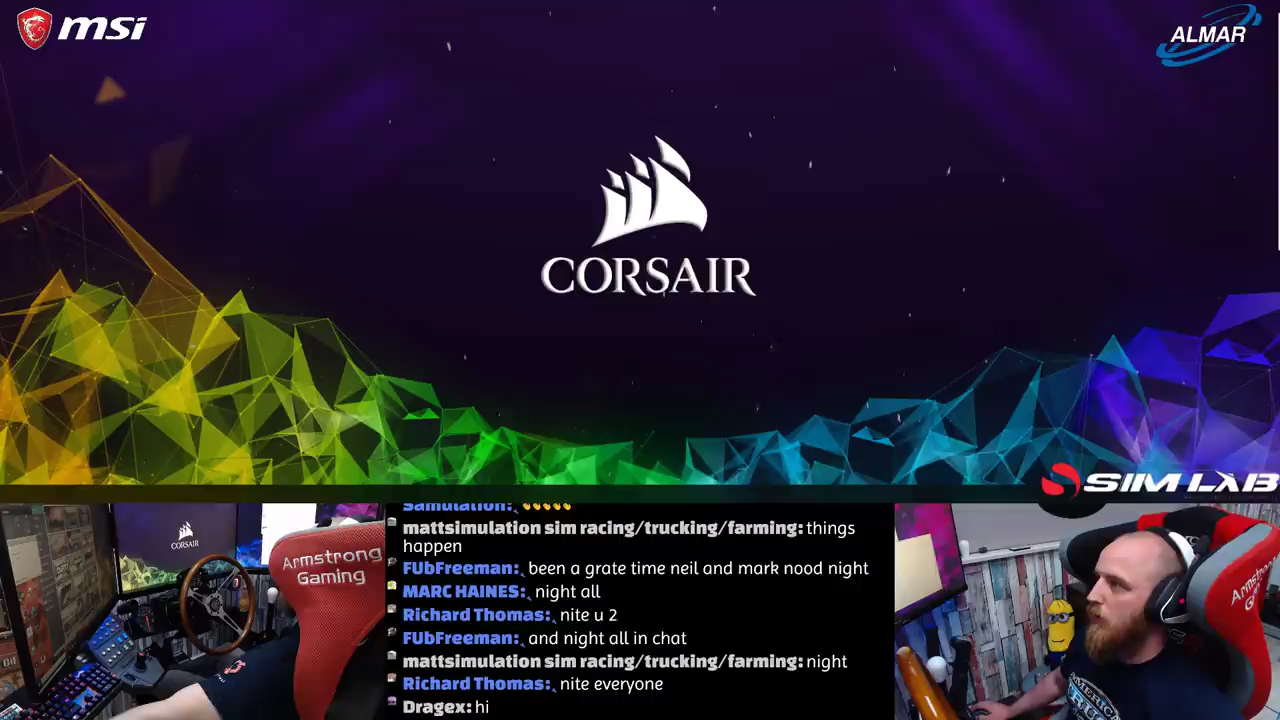 msi
ALMAR
CORSAIR
SIM LAB
CORSAIR
Armstrong
Gaming
Samulation:
mattsimulation sim racing/trucking/farming: things
happen
FUbFreeman: been a grate time neil and mark nood night
MARC HAINES: night all
Richard Thomas: nite u 2
FUbFreeman: and night all in chat
mattsimulation sim racing/trucking/farming: night
Richard Thomas: nite everyone
Dragex: hi